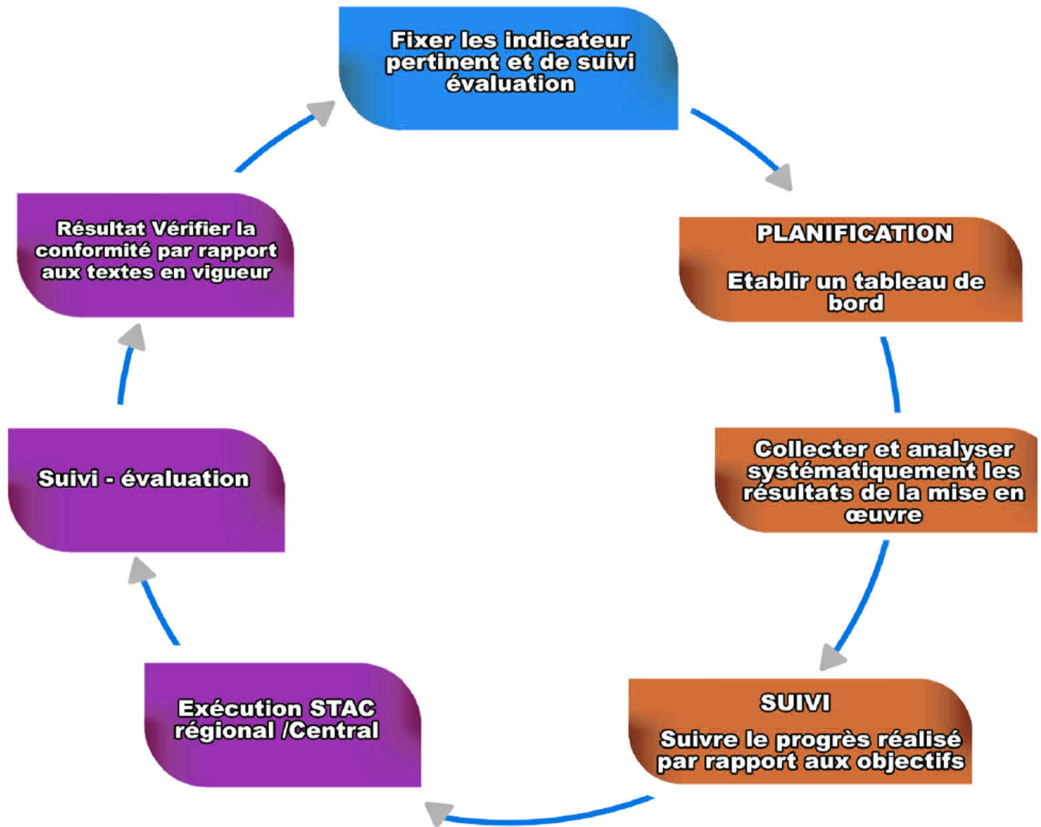 Fixer les indicateur
pertinent et de suivi
évaluation
PLANIFICATION
Etablir un tableau de
bord
Collecter et analyser
systématiquement les
résultats de la mise en
œuvre
SUIVI
Suivre le progrès réalisé
par rapport aux objectifs
Exécution STAC
régional /Central
Suivi - évaluation
Résultat Vérifier la
conformité par rapport
aux textes en vigueur